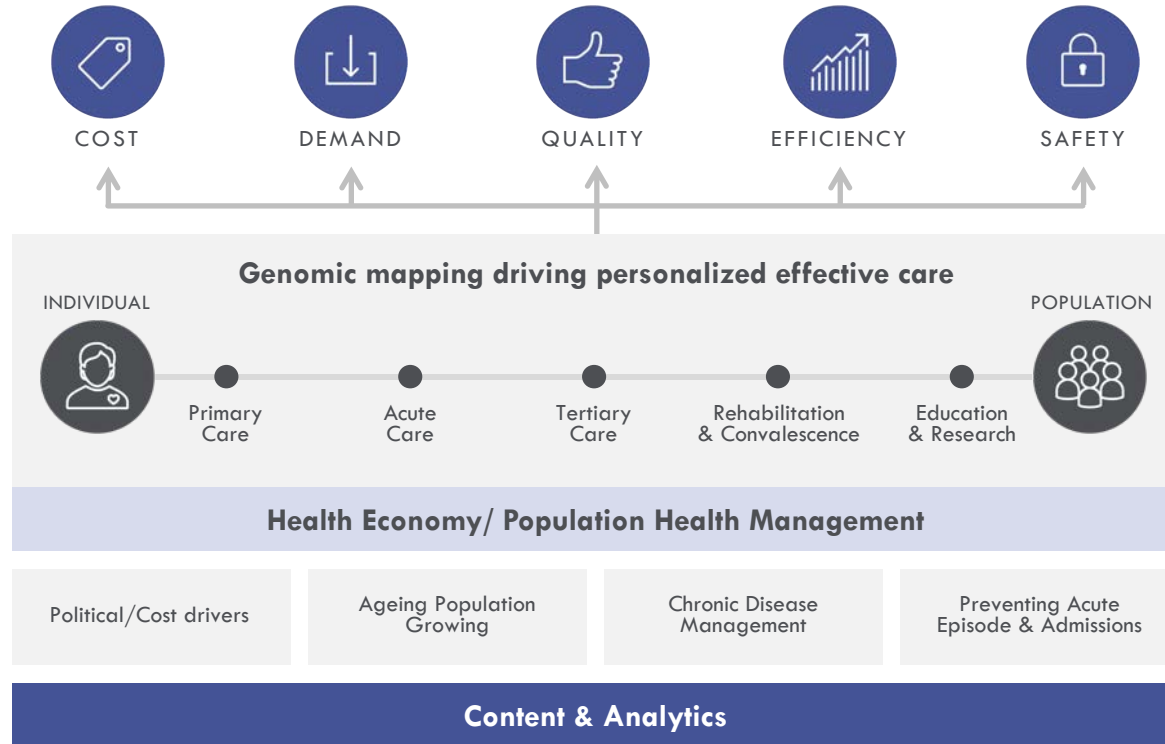 COST
DEMAND
QUALITY
EFFICIENCY
SAFETY
Genomic mapping driving personalized effective care
INDIVIDUAL
POPULATION
Primary
Care
Acute
Care
Tertiary
Care
Rehabilitation
& Convalescence
Education
& Research
Health Economy/ Population Health Management
Political/Cost drivers
Ageing Population
Growing
Chronic Disease
Management
Preventing Acute
Episode & Admissions
Content & Analytics